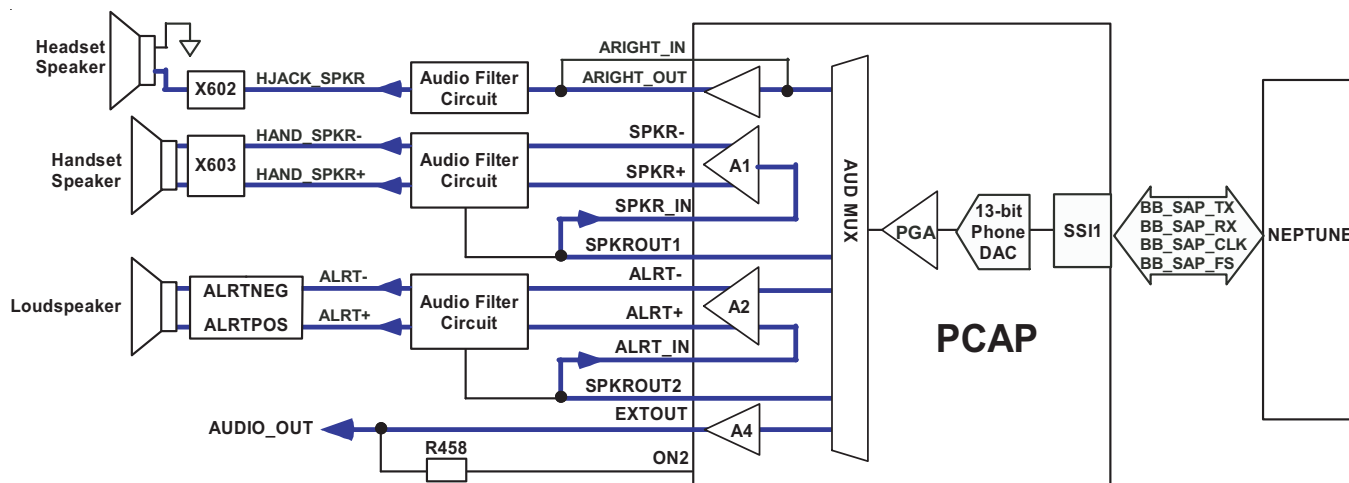 Headset
Speaker
X602
HJACK_SPKR
Audio Filter
Circuit
ARIGHT_IN
ARIGHT_OUT
Handset
Speaker
X603
HAND_SPKR-
HAND_SPKR+
Audio Filter
Circuit
SPKR-
SPKR+
SPKR_IN
SPKROUT1
A1
Loudspeaker
ALRTNEG
ALRTPOS
ALRT-
ALRT+
Audio Filter
Circuit
ALRT-
ALRT+
ALRT_IN
SPKROUT2
A2
AUDIO_OUT
EXTOUT
A4
R458
ON2
AUD MUX
PGA
13-bit
Phone
DAC
SSI1
PCAP
BB_SAP_TX
BB_SAP_RX
BB_SAP_CLK
BB_SAP_FS
NEPTUNE